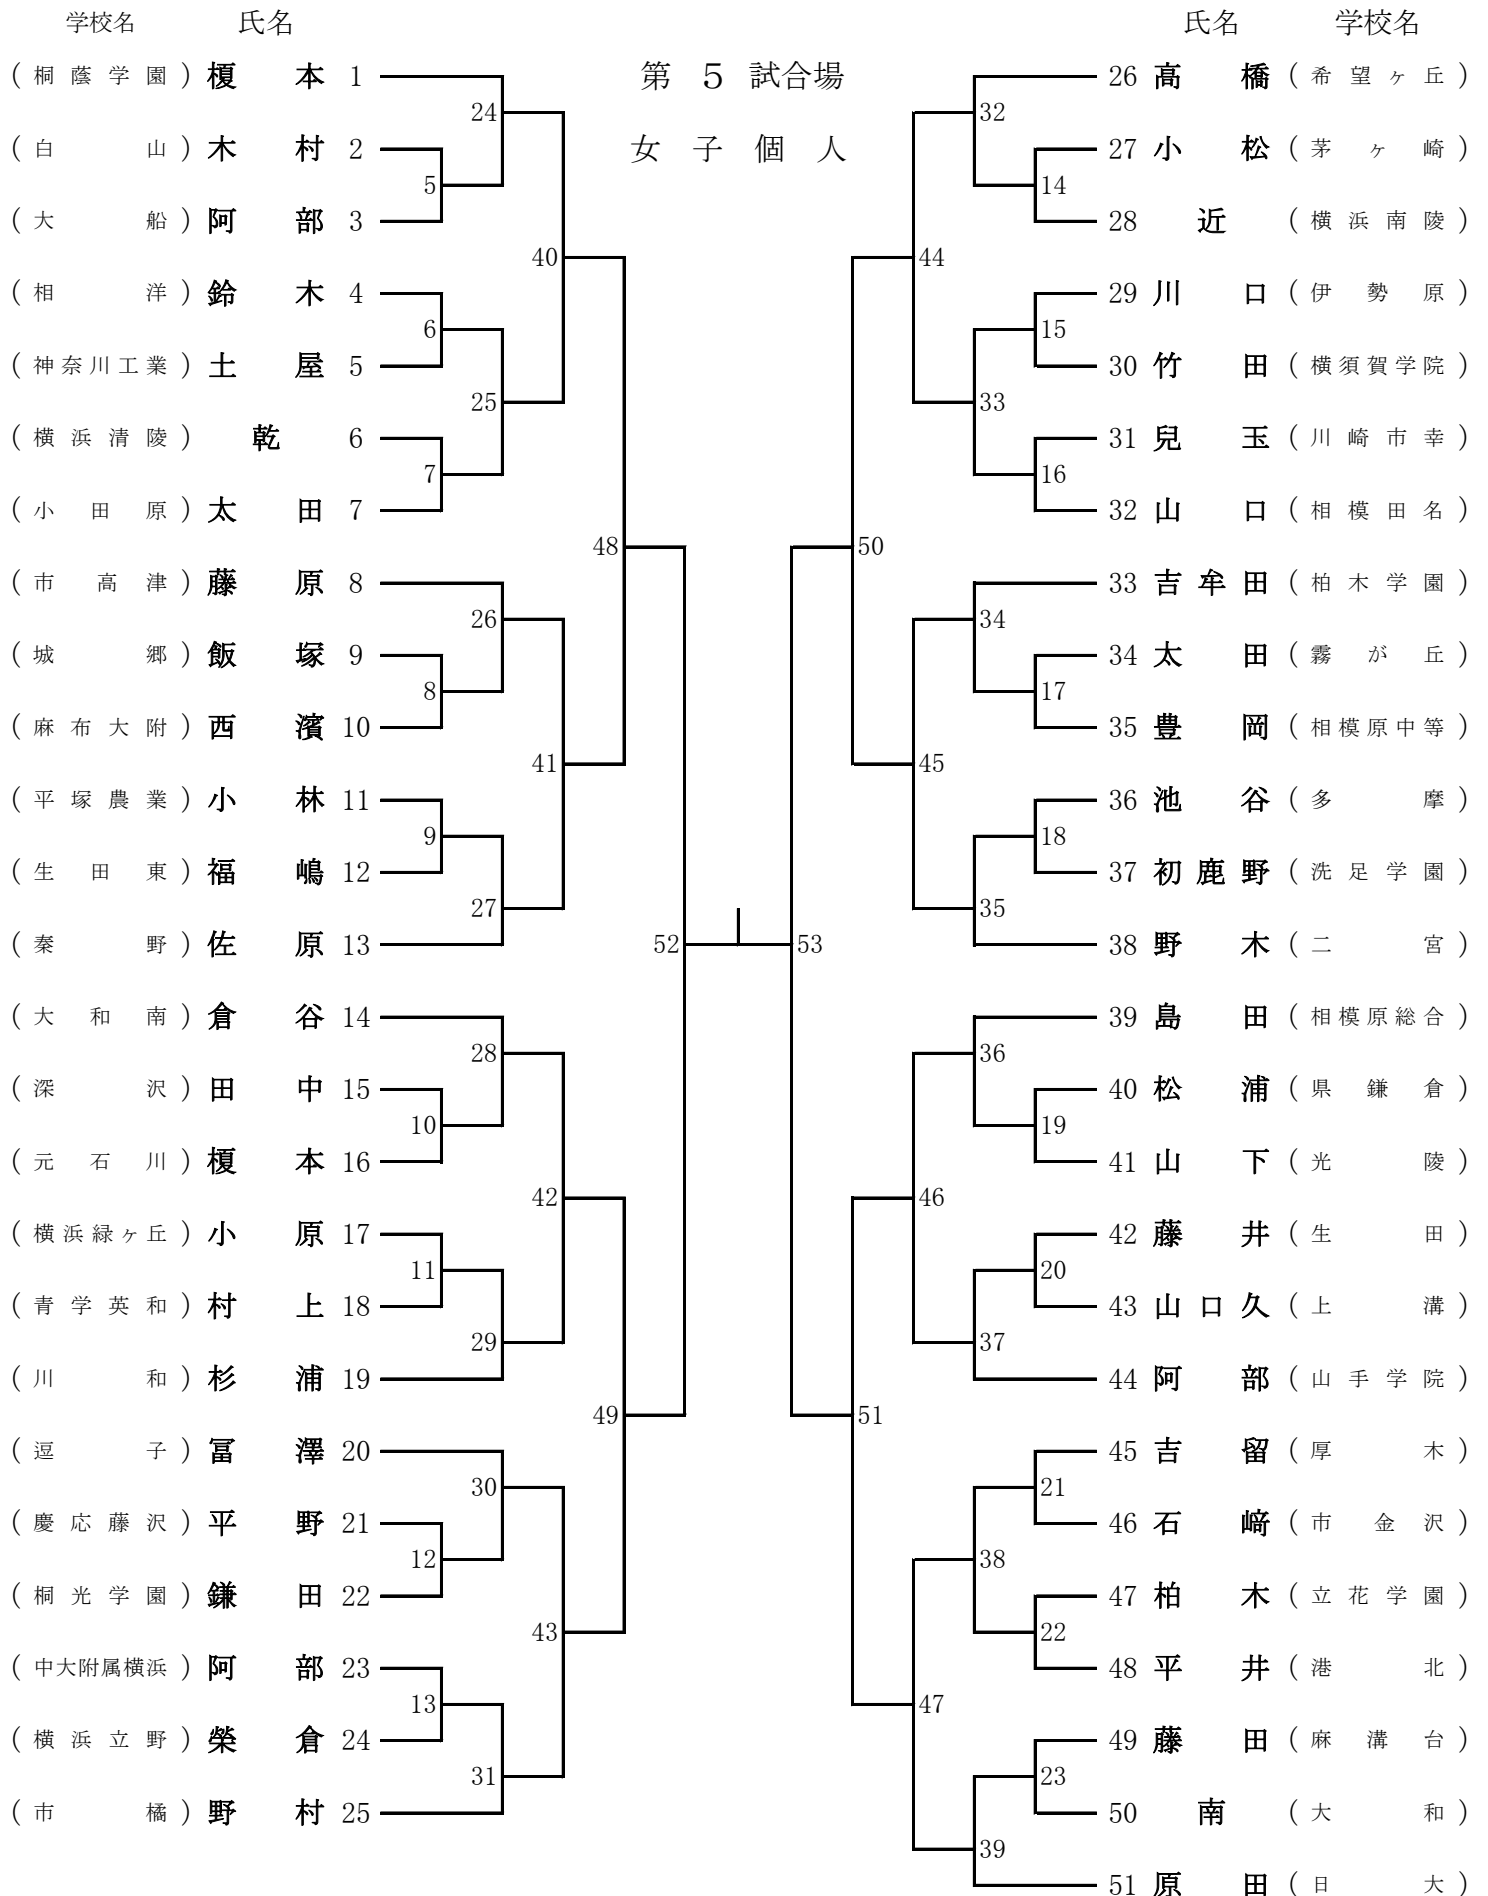 学校名 氏名 氏名 学校名
(桐蔭学園) 榎本 1 第 5 試合場 26 高橋 (希望ヶ丘)
24 32
(白山) 木村 2 女子個人 27 小松 (茅ヶ崎)
5 14
(大船) 阿部 3 28 近 (横浜南陵)
40 44
(相洋) 鈴木 4 29 川口 (伊勢原)
6 15
(神奈川工業) 土屋 5 30 竹田 (横須賀学院)
25 33
(横浜清陵) 乾 6 31 兒玉 (川崎市幸)
7 16
(小田原) 太田 7 32 山口 (相模田名)
48 50
(市高津) 藤原 8 33 吉牟田 (柏木学園)
26 34
(城郷) 飯塚 9 34 太田 (霧が丘)
8 17
(麻布大附) 西濱 10 35 豊岡 (相模原中等)
41 45
(平塚農業) 小林 11 36 池谷 (多摩)
9 18
(生田東) 福嶋 12 37 初鹿野 (洗足学園)
27 35
(秦野) 佐原 13 52 53 38 野木 (二宮)
(大和南) 倉谷 14 39 島田 (相模原総合)
28 36
(深沢) 田中 15 40 松浦 (県鎌倉)
10 19
(元石川) 榎本 16 41 山下 (光陵)
42 46
(横浜緑ヶ丘) 小原 17 42 藤井 (生田)
11 20
(青学英和) 村上 18 43 山口久 (上溝)
29 37
(川和) 杉浦 19 44 阿部 (山手学院)
49 51
(逗子) 冨澤 20 45 吉留 (厚木)
30 21
(慶応藤沢) 平野 21 46 石﨑 (市金沢)
12 38
(桐光学園) 鎌田 22 47 柏木 (立花学園)
43 22
(中大附属横浜) 阿部 23 48 平井 (港北)
13 47
(横浜立野) 榮倉 24 49 藤田 (麻溝台)
31 23
(市橘) 野村 25 50 南 (大和)
39
51 原田 (日大)